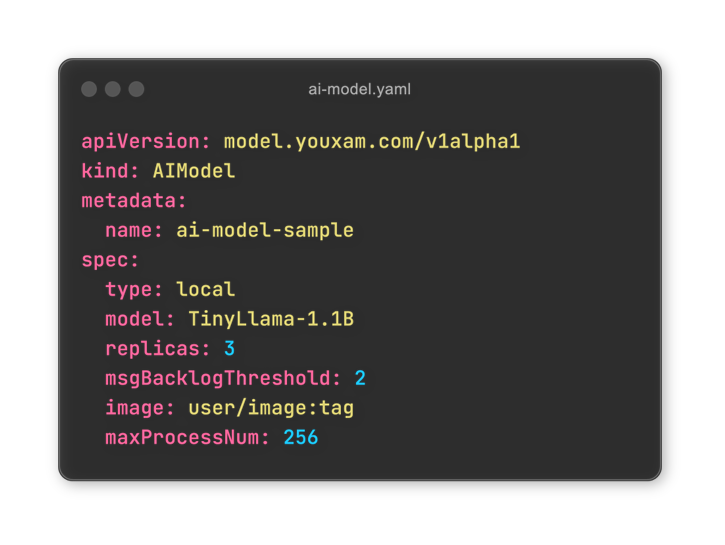 ai-model.yaml
apiVersion: model.youxam.com/v1alpha1
kind: AIModel
metadata:
  name: ai-model-sample
spec:
  type: local
  model: TinyLlama-1.1B
  replicas: 3
  msgBacklogThreshold: 2
  image: user/image:tag
  maxProcessNum: 256